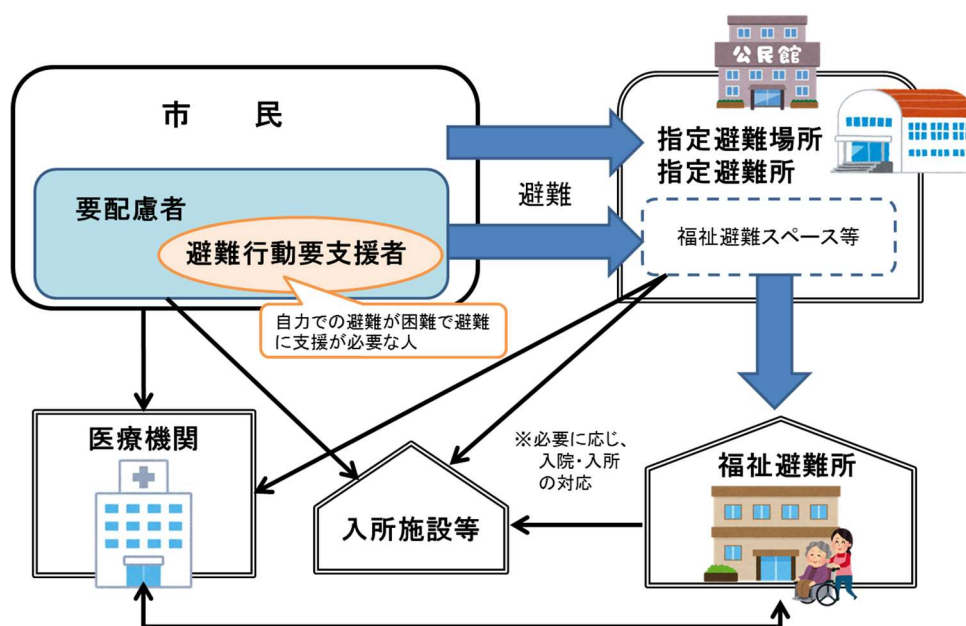 公民館
市　　民
指定避難場所
指定避難所
避難
要配慮者
避難行動要支援者
福祉避難スペース等
自力での避難が困難で避難
に支援が必要な人
医療機関
※必要に応じ、
入院・入所
の対応
福祉避難所
入所施設等